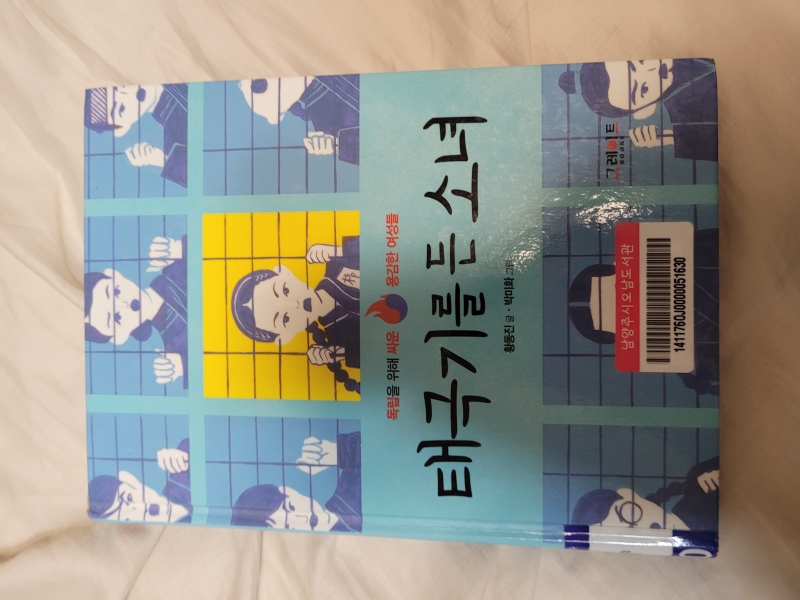 독립을 위해 싸운 용감한 여성들
태극기를 든 소녀
황동진 글 · 박미화 그림
그레이트
BOOKS
남양주시오남도서관
1411760J0000051630